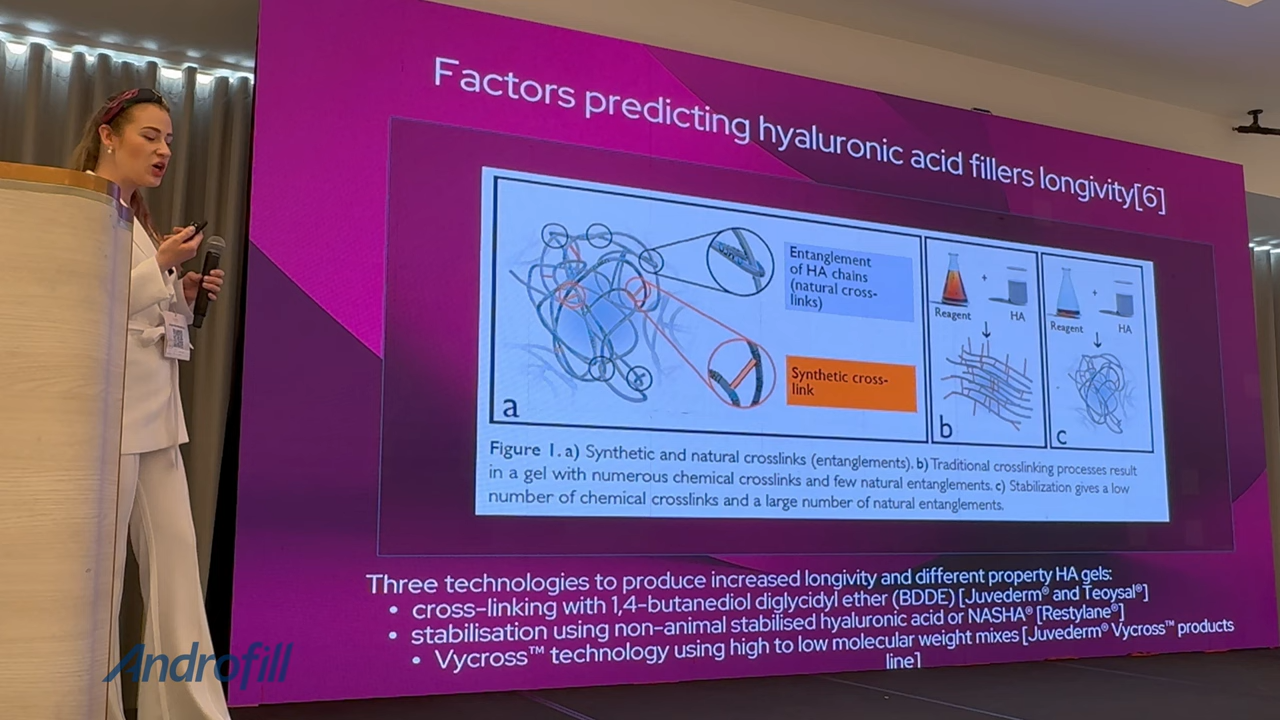 Factors predicting hyaluronic acid fillers longivity[6]
Entanglement
of HA chains
(natural cross-
links)
Synthetic cross-
link
a
Reagent
+
HA
b
Reagent
+
HA
c
Figure 1. a) Synthetic and natural crosslinks (entanglements). b) Traditional crosslinking processes result
in a gel with numerous chemical crosslinks and few natural entanglements. c) Stabilization gives a low
number of chemical crosslinks and a large number of natural entanglements.
Three technologies to produce increased longivity and different property HA gels:
• cross-linking with 1,4-butanediol diglycidyl ether (BDDE) [Juvederm® and Teoysal®]
• stabilisation using non-animal stabilised hyaluronic acid or NASHA® [Restylane®]
• Vycross™ technology using high to low molecular weight mixes [Juvederm® Vycross™ products
line]
Androfill